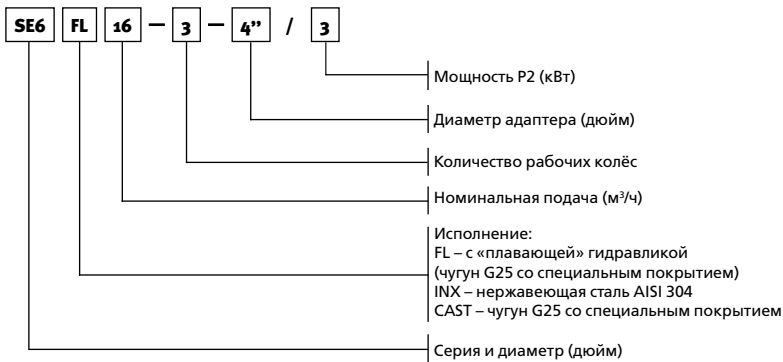 SE6 FL 16 – 3 – 4” / 3
Мощность P2 (кВт)
Диаметр адаптера (дюйм)
Количество рабочих колёс
Номинальная подача (м³/ч)
Исполнение:
FL – с «плавающей» гидравликой
(чугун G25 со специальным покрытием)
INX – нержавеющая сталь AISI 304
CAST – чугун G25 со специальным покрытием
Серия и диаметр (дюйм)